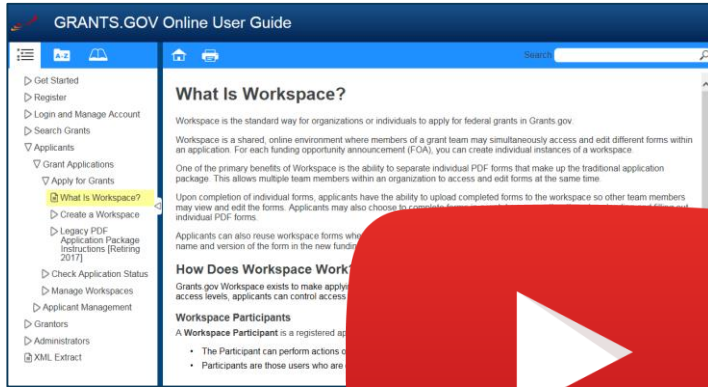 GRANTS.GOV Online User Guide
A-Z
Search
Get Started
Register
Login and Manage Account
Search Grants
Applicants
Grant Applications
Apply for Grants
What Is Workspace?
Create a Workspace
Legacy PDF
Application Package
Instructions [Retiring
2017]
Check Application Status
Manage Workspaces
Applicant Management
Grantors
Administrators
XML Extract
What Is Workspace?
Workspace is the standard way for organizations or individuals to apply for federal grants in Grants.gov.
Workspace is a shared, online environment where members of a grant team may simultaneously access and edit different forms within
an application. For each funding opportunity announcement (FOA), you can create individual instances of a workspace.
One of the primary benefits of Workspace is the ability to separate individual PDF forms that make up the traditional application
package. This allows multiple team members within an organization to access and edit forms at the same time.
Upon completion of individual forms, applicants have the ability to upload completed forms to the workspace so other team members
may view and edit the forms. Applicants may also choose to complete forms
individual PDF forms.
Applicants can also reuse workspace forms
name and version of the form in the new
How Does Workspace Work?
Grants.gov Workspace exists to make
access levels, applicants can control access
Workspace Participants
A Workspace Participant is a registered
• The Participant can perform actions
• Participants are those users who are